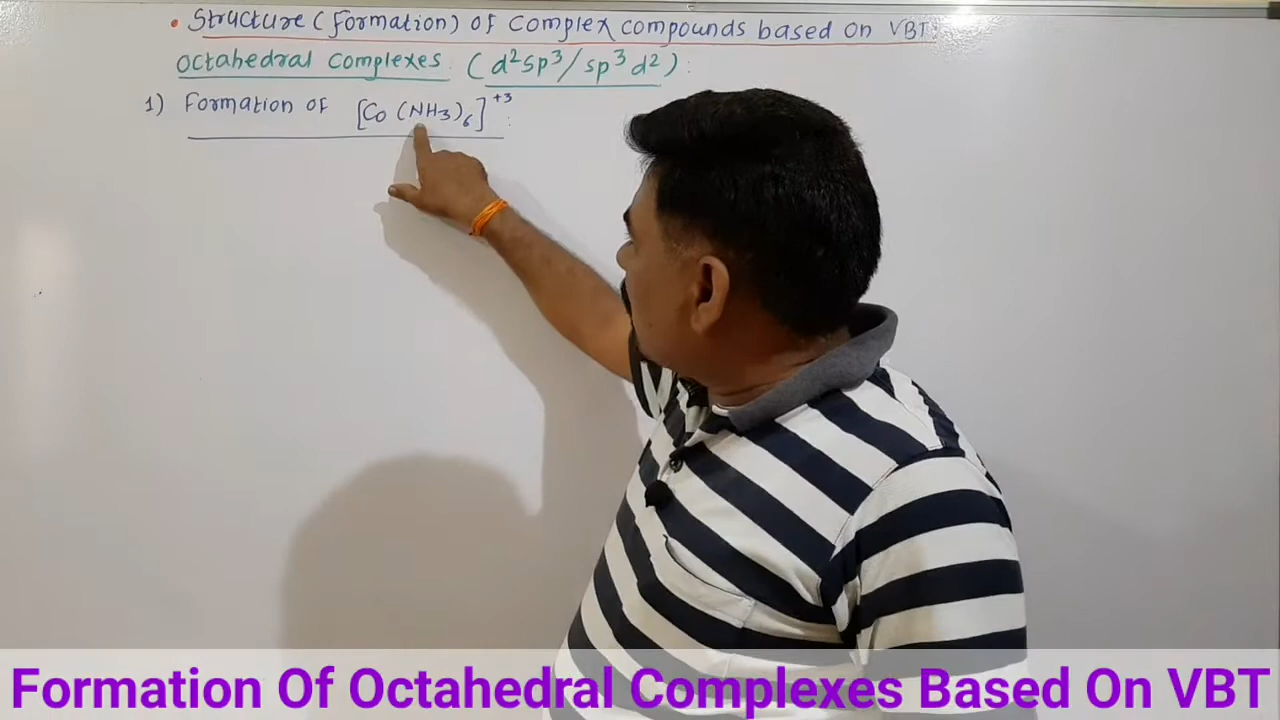 • Structure (formation) of Complex compounds based on VBT:
Octahedral Complexes. (d²sp³/sp³d²):
1) Formation of [Co(NH3)6]⁺³:
Formation Of Octahedral Complexes Based On VBT